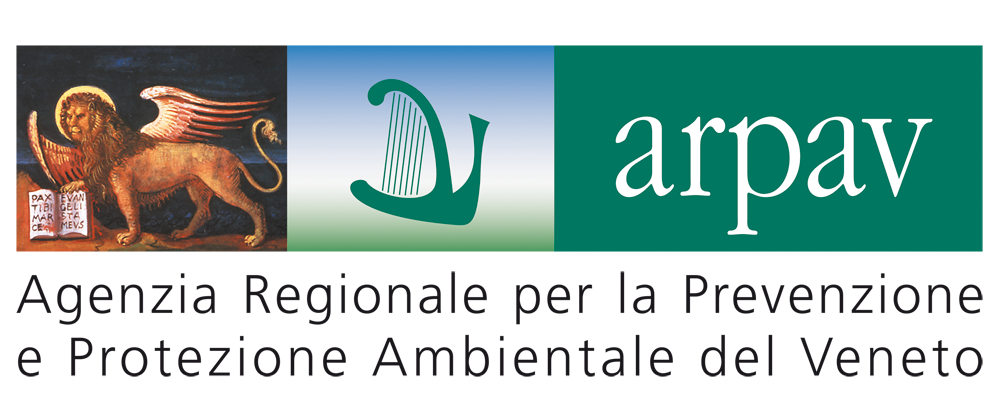 PAX EVAN
TIBI GELI
MAR STA
CE MEVS
arpav
Agenzia Regionale per la Prevenzione
e Protezione Ambientale del Veneto